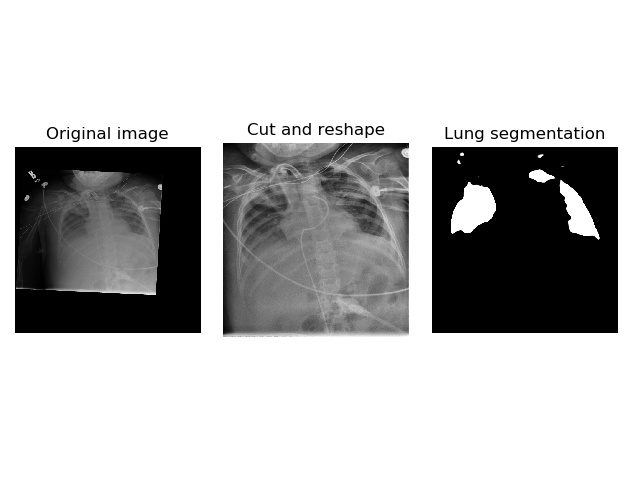 Original image
Cut and reshape
Lung segmentation